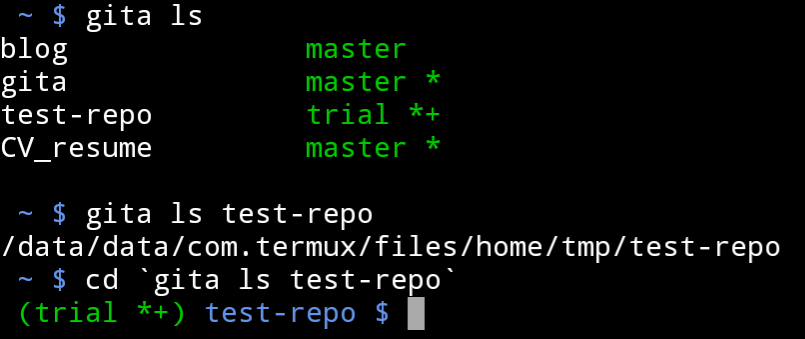 ~ $ gita ls
blog master
gita master *
test-repo trial *+
CV_resume master *
~ $ gita ls test-repo
/data/data/com.termux/files/home/tmp/test-repo
~ $ cd `gita ls test-repo`
(trial *+) test-repo $